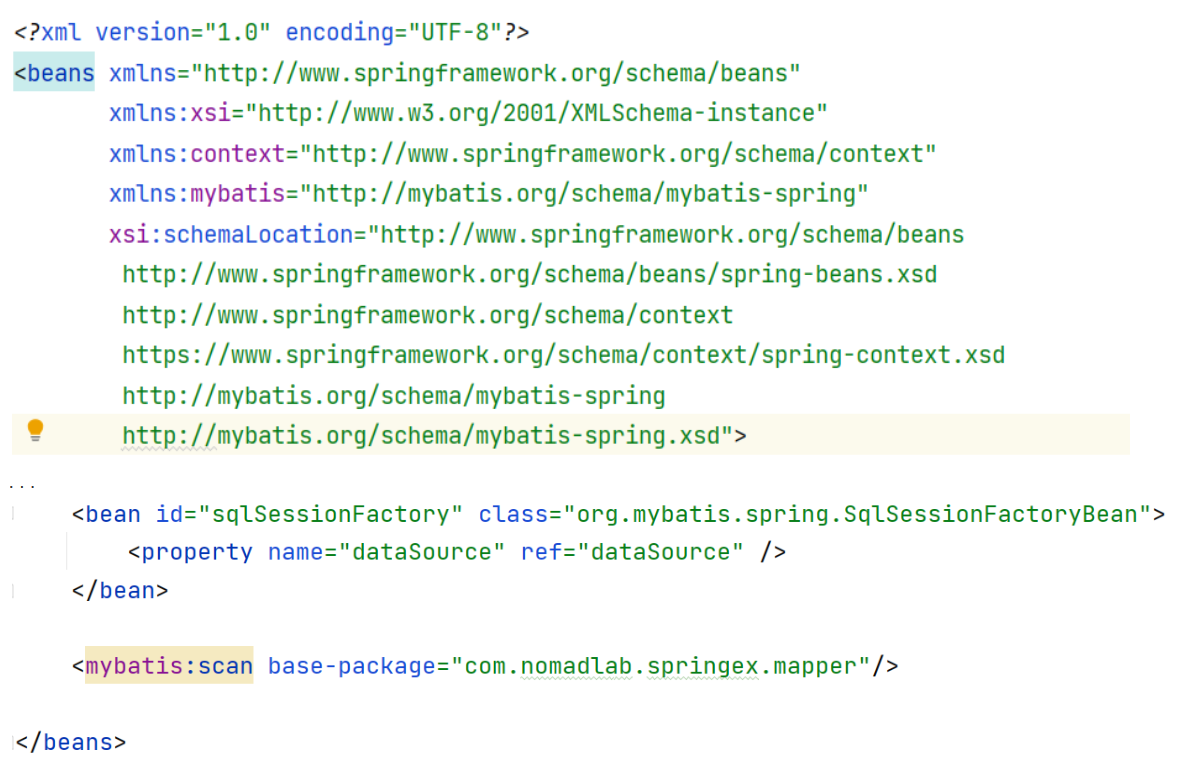 <?xml version="1.0" encoding="UTF-8"?>
<beans xmlns="http://www.springframework.org/schema/beans"
xmlns:xsi="http://www.w3.org/2001/XMLSchema-instance"
xmlns:context="http://www.springframework.org/schema/context"
xmlns:mybatis="http://mybatis.org/schema/mybatis-spring"
xsi:schemaLocation="http://www.springframework.org/schema/beans
http://www.springframework.org/schema/beans/spring-beans.xsd
http://www.springframework.org/schema/context
https://www.springframework.org/schema/context/spring-context.xsd
http://mybatis.org/schema/mybatis-spring
http://mybatis.org/schema/mybatis-spring.xsd">
...
<bean id="sqlSessionFactory" class="org.mybatis.spring.SqlSessionFactoryBean">
<property name="dataSource" ref="dataSource" />
</bean>
<mybatis:scan base-package="com.nomadlab.springex.mapper"/>
</beans>